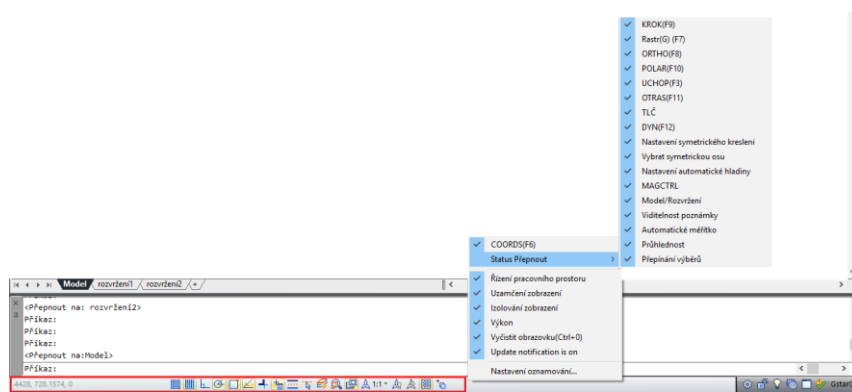 KROK(F9)
Rastr(G) (F7)
ORTHO(F8)
POLAR(F10)
UCHOP(F3)
OTRAS(F11)
TLČ
DYN(F12)
Nastavení symetrického kreslení
Vybrat symetrickou osu
Nastavení automatické hladiny
MAGCTRL
Model/Rozvržení
Viditelnost poznámky
Automatické měřítko
Průhlednost
Přepínání výběrů
COORDS(F6)
Status Přepnout
Řízení pracovního prostoru
Uzamčení zobrazení
Izolování zobrazení
Výkon
Vyčistit obrazovku(Ctrl+0)
Update notification is on
Nastavení oznamování...
Model rozvržení1 rozvržení2 +
Příkaz:
<Přepnout na: rozvržení2>
Příkaz:
Příkaz:
Příkaz:
<Přepnout na:Model>
Příkaz:
.4428, 728.1574, 0 1:1 GstarC